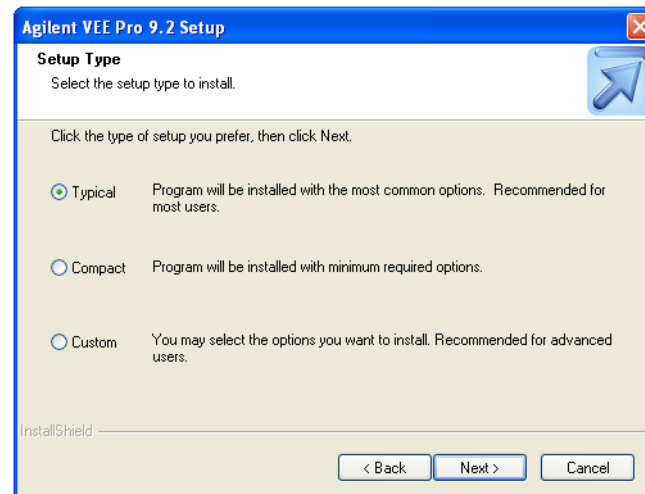 Agilent VEE Pro 9.2 Setup
Setup Type
Select the setup type to install.
Click the type of setup you prefer, then click Next.
Typical
Program will be installed with the most common options.  Recommended for
most users.
Compact
Program will be installed with minimum required options.
Custom
You may select the options you want to install. Recommended for advanced
users.
InstallShield
< Back
Next >
Cancel